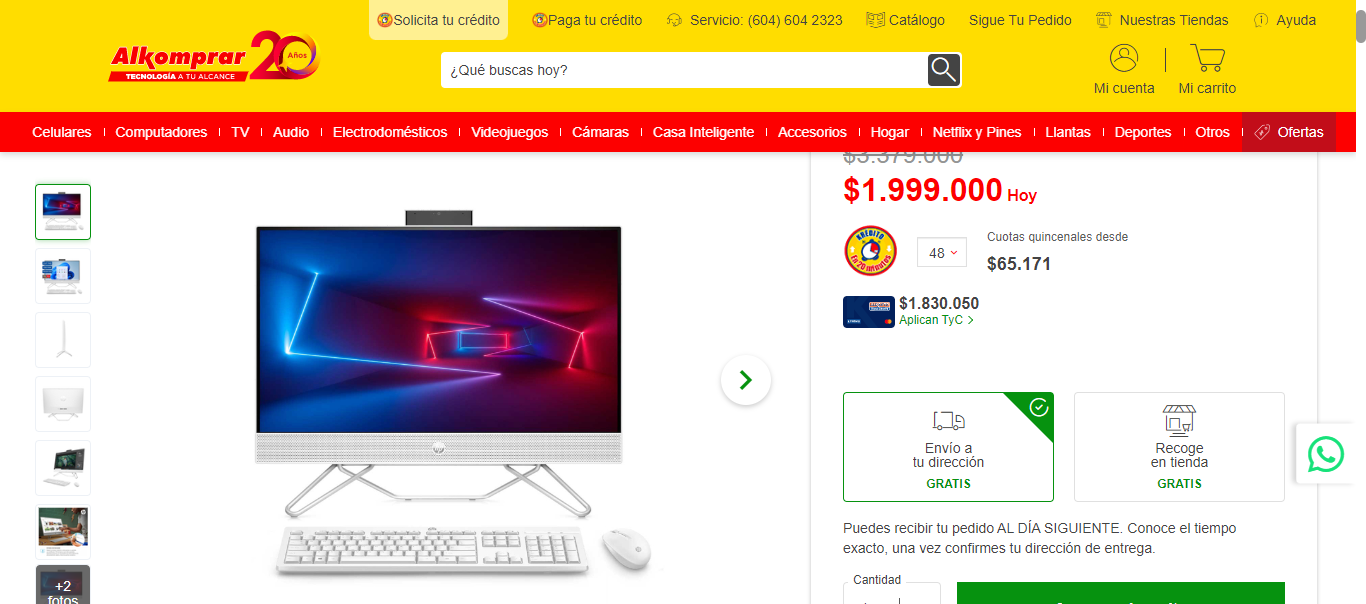 Solicita tu crédito
Paga tu crédito
Servicio: (604) 604 2323
Catálogo
Sigue Tu Pedido
Nuestras Tiendas
Ayuda
Alkomprar 20 Años
TECNOLOGÍA A TU ALCANCE
¿Qué buscas hoy?
Mi cuenta
Mi carrito
Celulares
Computadores
TV
Audio
Electrodomésticos
Videojuegos
Cámaras
Casa Inteligente
Accesorios
Hogar
Netflix y Pines
Llantas
Deportes
Otros
Ofertas
$3.379.000
$1.999.000 Hoy
KREDITO
En 20 minutos
48
Cuotas quincenales desde
$65.171
$1.830.050
Aplican TyC
Envío a
tu dirección
GRATIS
Recoge
en tienda
GRATIS
Puedes recibir tu pedido AL DÍA SIGUIENTE. Conoce el tiempo
exacto, una vez confirmes tu dirección de entrega.
Cantidad
hp
+2
fotos